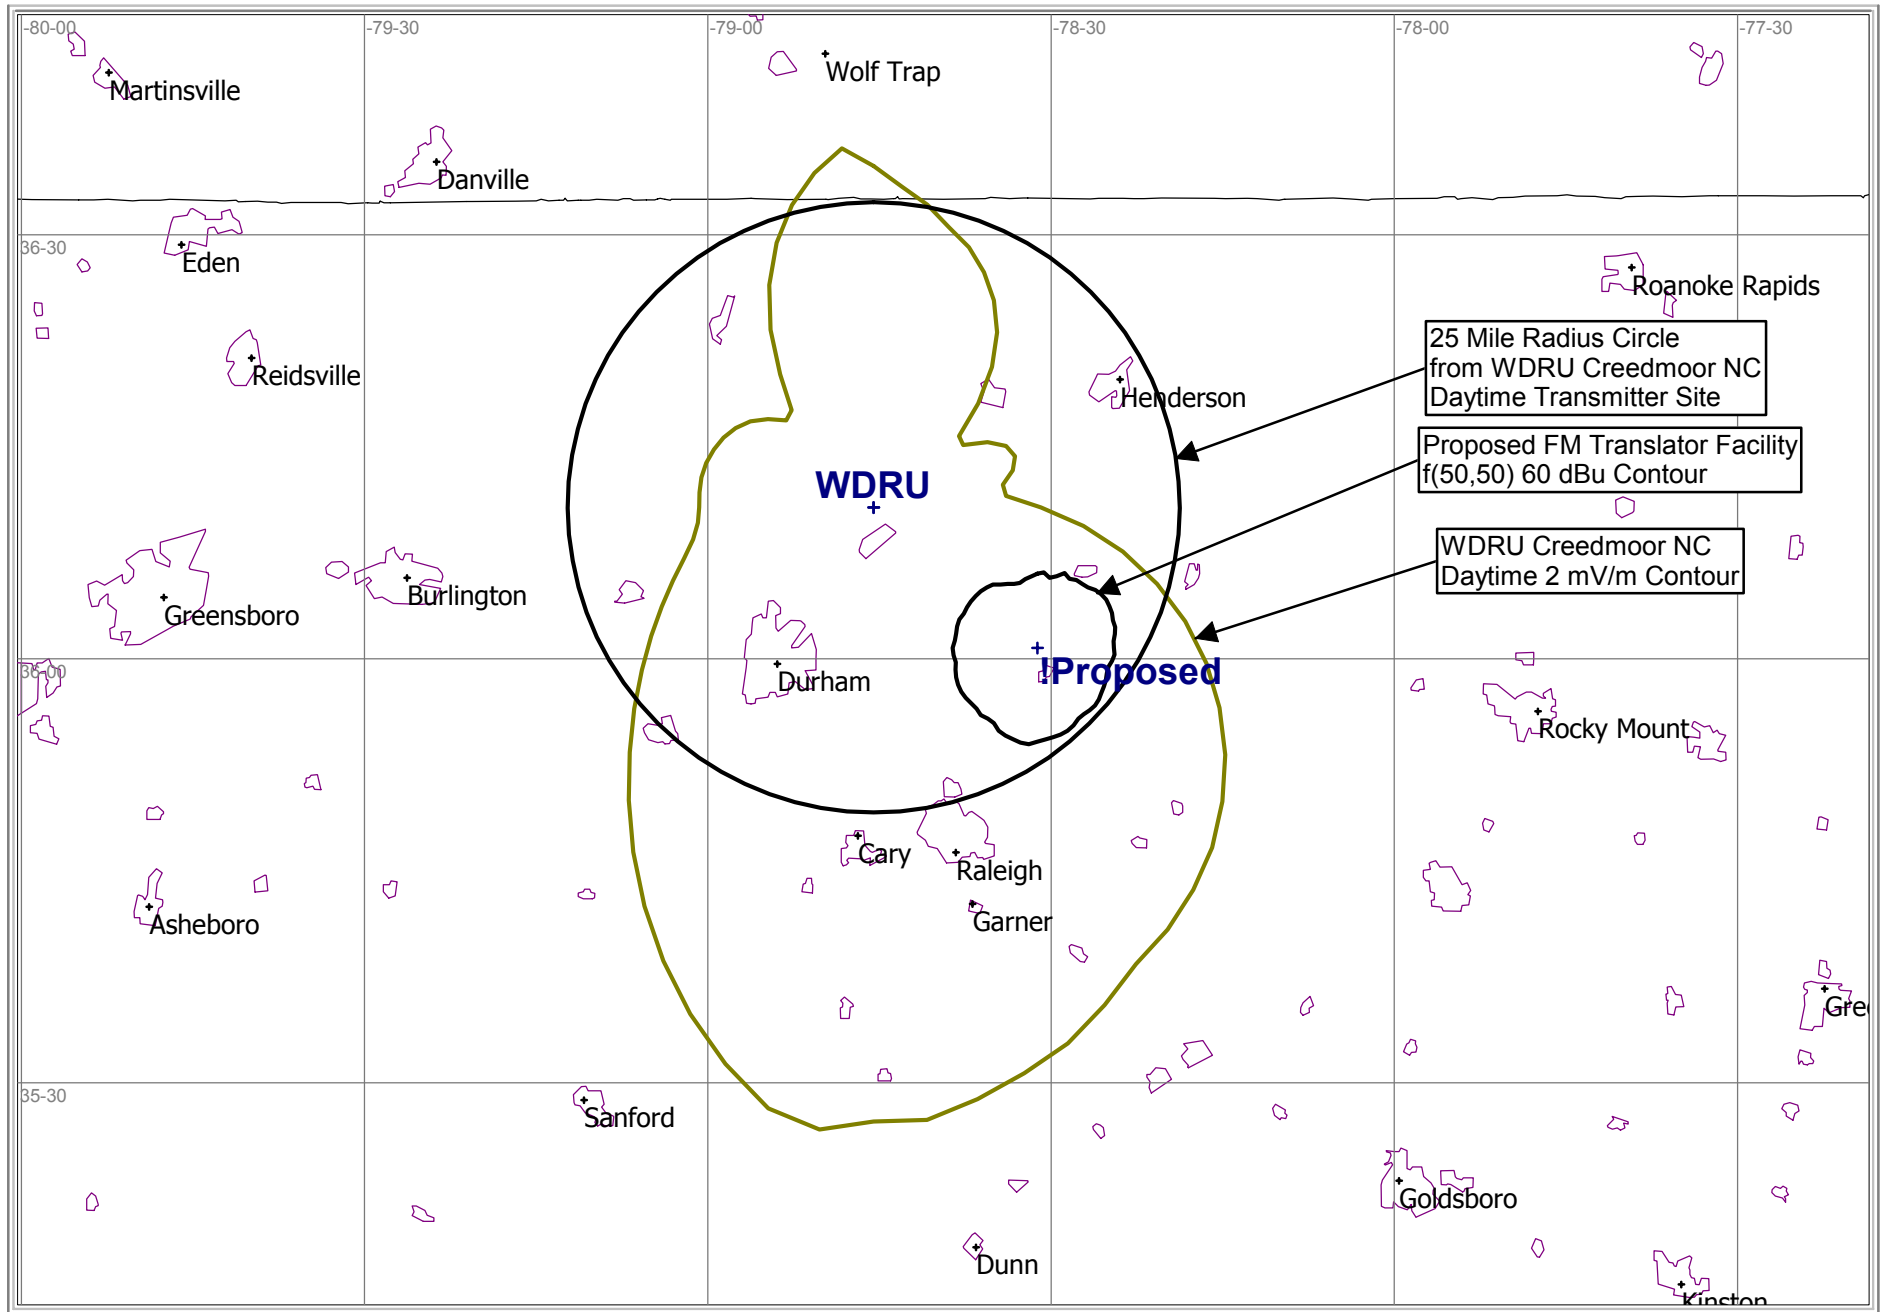 -80-00 -79-30 -79-00 -78-30 -78-00 -77-30
Wolf Trap
Martinsville
Danville
36-30
Eden
Roanoke Rapids
25 Mile Radius Circle
from WDRU Creedmoor NC
Daytime Transmitter Site
Reidsville
Henderson
Proposed FM Translator Facility
f(50,50) 60 dBu Contour
WDRU
WDRU Creedmoor NC
Daytime 2 mV/m Contour
Burlington
Greensboro
36-00
!Proposed
Durham
Rocky Mount
Cary
Raleigh
Garner
Asheboro
Gree
35-30
Sanford
Goldsboro
Dunn
Kinston